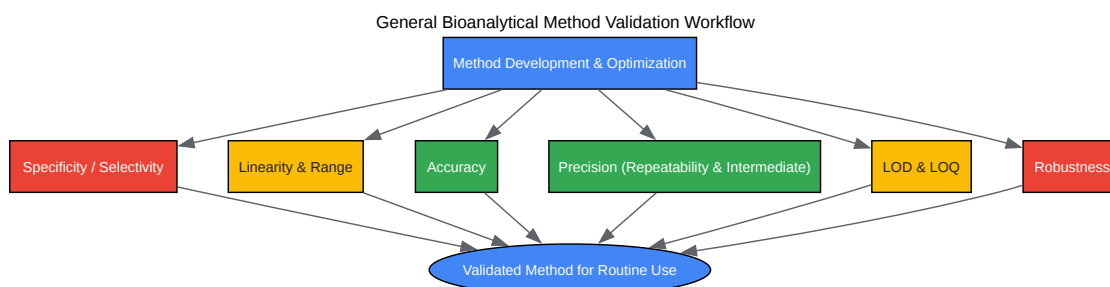 General Bioanalytical Method Validation Workflow
Method Development & Optimization
Specificity / Selectivity
Linearity & Range
Accuracy
Precision (Repeatability & Intermediate)
LOD & LOQ
Robustness
Validated Method for Routine Use